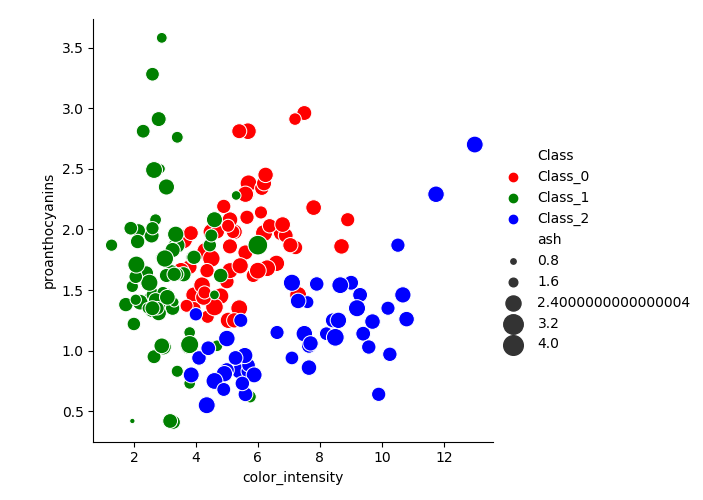 3.5
3.0
2.5
2.0
1.5
1.0
0.5
proanthocyanins
2 4 6 8 10 12
color_intensity
Class
Class_0
Class_1
Class_2
ash
0.8
1.6
2.4000000000000004
3.2
4.0